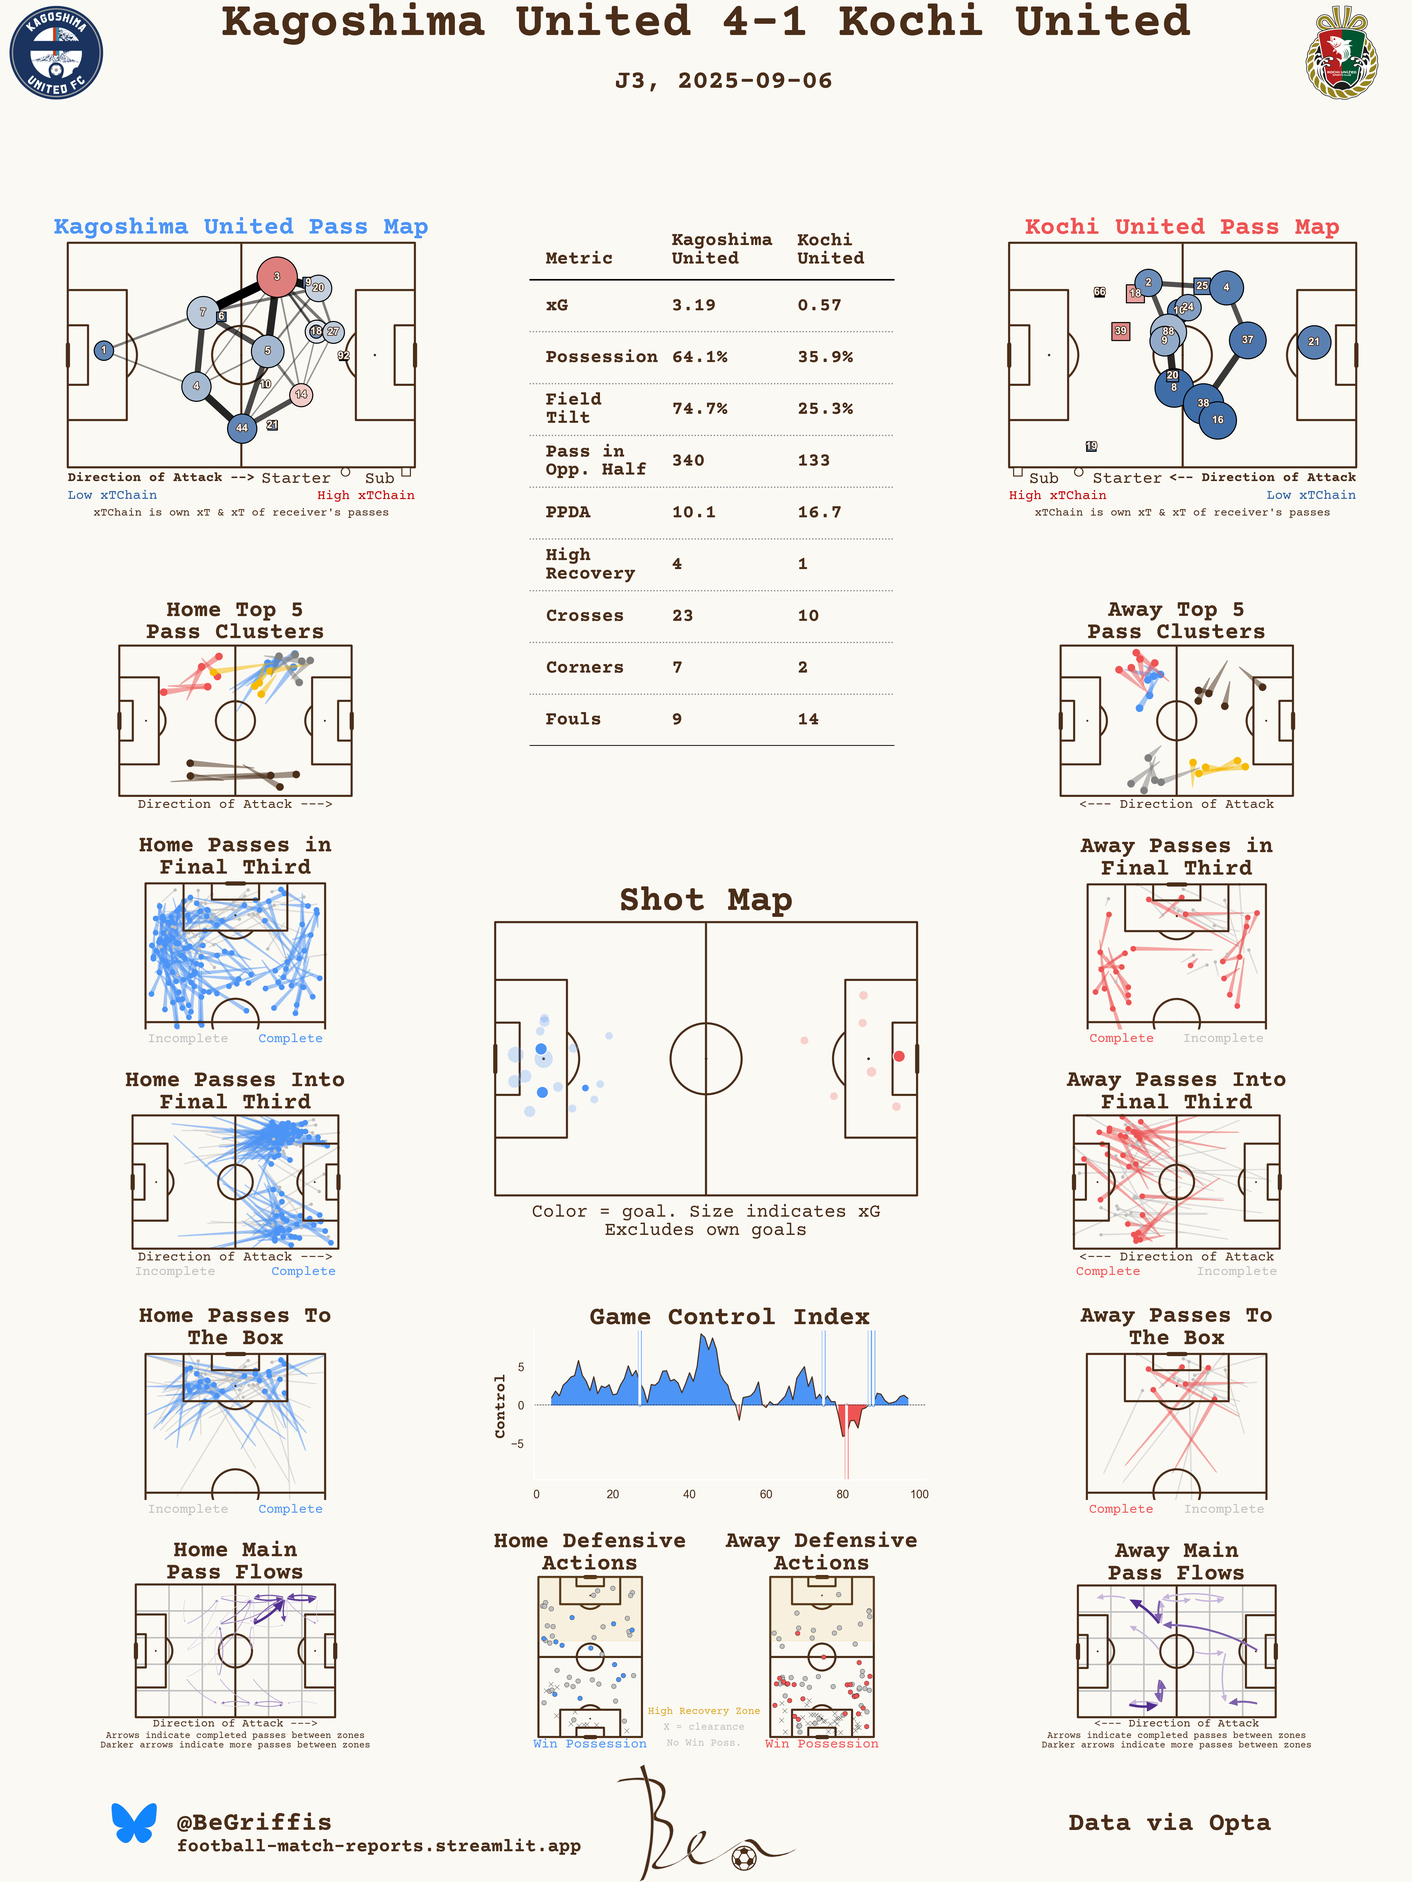 Kagoshima United 4-1 Kochi United
J3, 2025-09-06
KAGOSHIMA
UNITED FC
KOCHI UNITED
Kagoshima United Pass Map
3
9
20
7
6
18
27
1
5
92
4
10
14
44
21
Direction of Attack --> Starter Sub
Low xTChain High xTChain
xTChain is own xT & xT of receiver's passes
Metric Kagoshima United Kochi United
xG 3.19 0.57
Possession 64.1% 35.9%
Field Tilt 74.7% 25.3%
Pass in Opp. Half 340 133
PPDA 10.1 16.7
High Recovery 4 1
Crosses 23 10
Corners 7 2
Fouls 9 14
Kochi United Pass Map
2
25
4
66
18
24
39
88
9
37
21
20
8
38
16
19
Sub Starter <-- Direction of Attack
High xTChain Low xTChain
xTChain is own xT & xT of receiver's passes
Home Top 5
Pass Clusters
Direction of Attack --->
Away Top 5
Pass Clusters
<--- Direction of Attack
Home Passes in
Final Third
Incomplete Complete
Away Passes in
Final Third
Complete Incomplete
Shot Map
Color = goal. Size indicates xG
Excludes own goals
Home Passes Into
Final Third
Direction of Attack --->
Incomplete Complete
Away Passes Into
Final Third
<--- Direction of Attack
Complete Incomplete
Home Passes To
The Box
Incomplete Complete
Game Control Index
Control
5
0
−5
0 20 40 60 80 100
Away Passes To
The Box
Complete Incomplete
Home Main
Pass Flows
Direction of Attack --->
Arrows indicate completed passes between zones
Darker arrows indicate more passes between zones
Home Defensive
Actions
Win Possession
High Recovery Zone
X = clearance
No Win Poss.
Away Defensive
Actions
Win Possession
Away Main
Pass Flows
<--- Direction of Attack
Arrows indicate completed passes between zones
Darker arrows indicate more passes between zones
@BeGriffis
football-match-reports.streamlit.app
Ben
Data via Opta